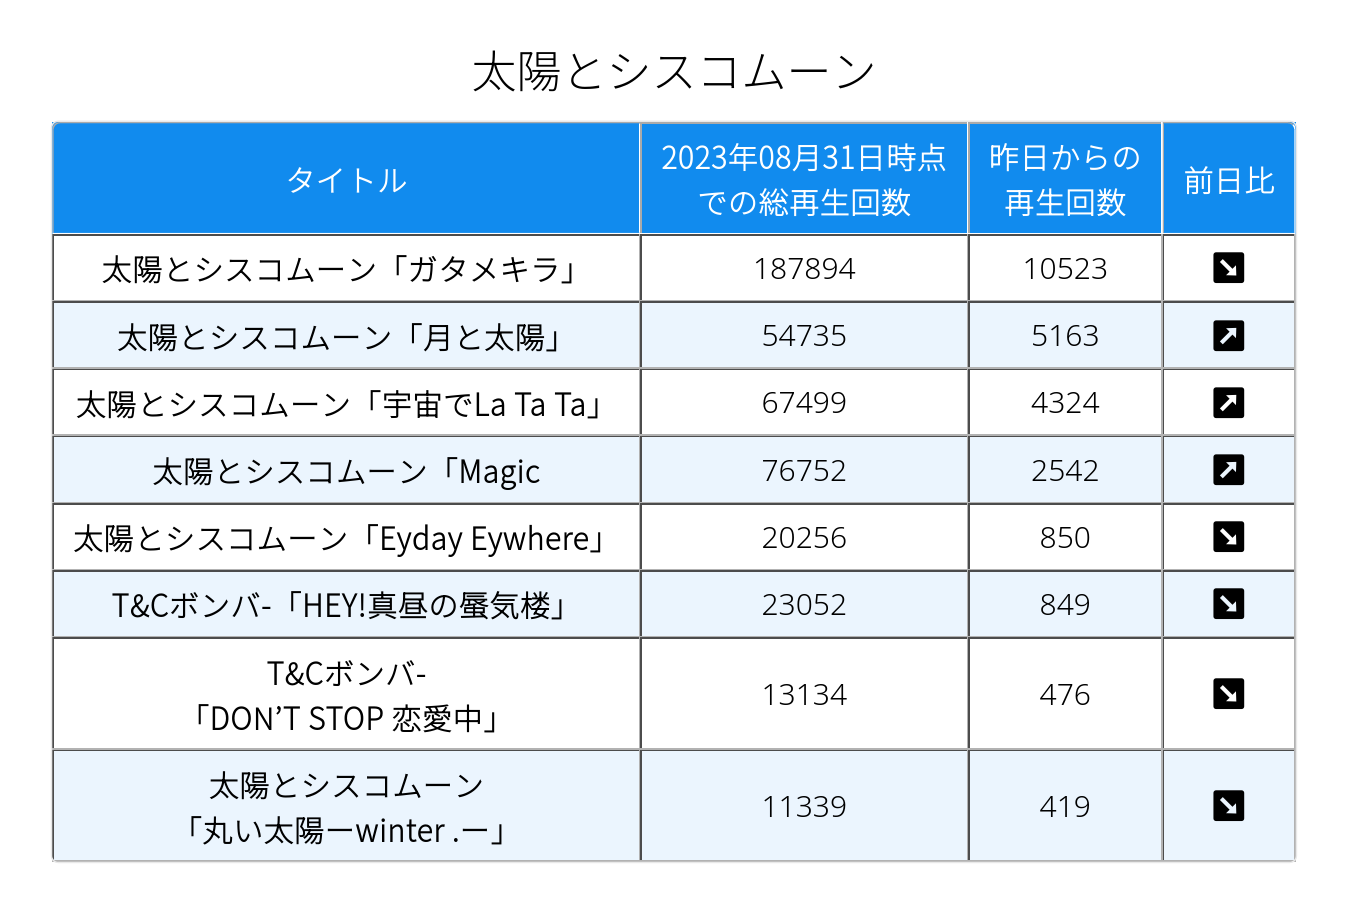 太陽とシスコムーン
タイトル
2023年08月31日時点
での総再生回数
昨日からの
再生回数
前日比
太陽とシスコムーン「ガタメキラ」
187894
10523
太陽とシスコムーン「月と太陽」
54735
5163
太陽とシスコムーン「宇宙でLa Ta Ta」
67499
4324
太陽とシスコムーン「Magic
76752
2542
太陽とシスコムーン「Eyday Eywhere」
20256
850
T&Cボンバ-「HEY!真昼の蜃気楼」
23052
849
T&Cボンバ-
「DON’T STOP 恋愛中」
13134
476
太陽とシスコムーン
「丸い太陽ーwinter .ー」
11339
419